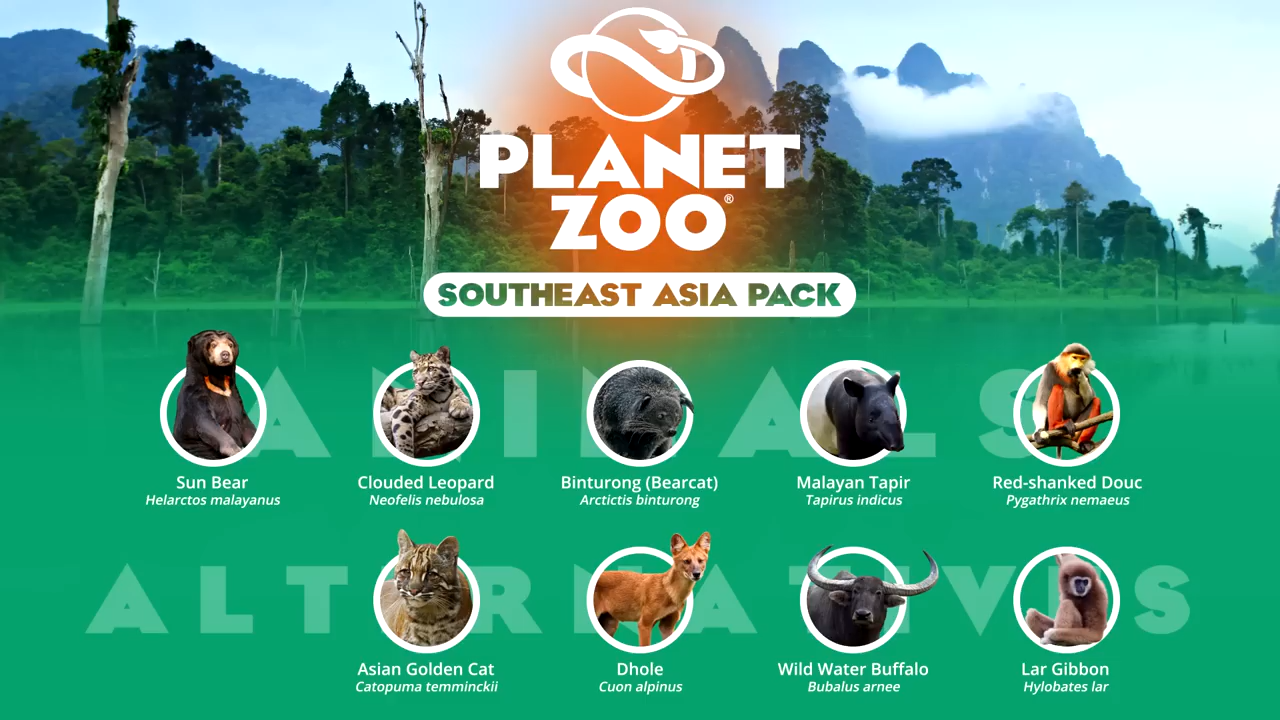 PLANET
ZOO®
SOUTHEAST ASIA PACK
ANIMALS
Sun Bear
Helarctos malayanus
Clouded Leopard
Neofelis nebulosa
Binturong (Bearcat)
Arctictis binturong
Malayan Tapir
Tapirus indicus
Red-shanked Douc
Pygathrix nemaeus
ALTERNATIVES
Asian Golden Cat
Catopuma temminckii
Dhole
Cuon alpinus
Wild Water Buffalo
Bubalus arnee
Lar Gibbon
Hylobates lar